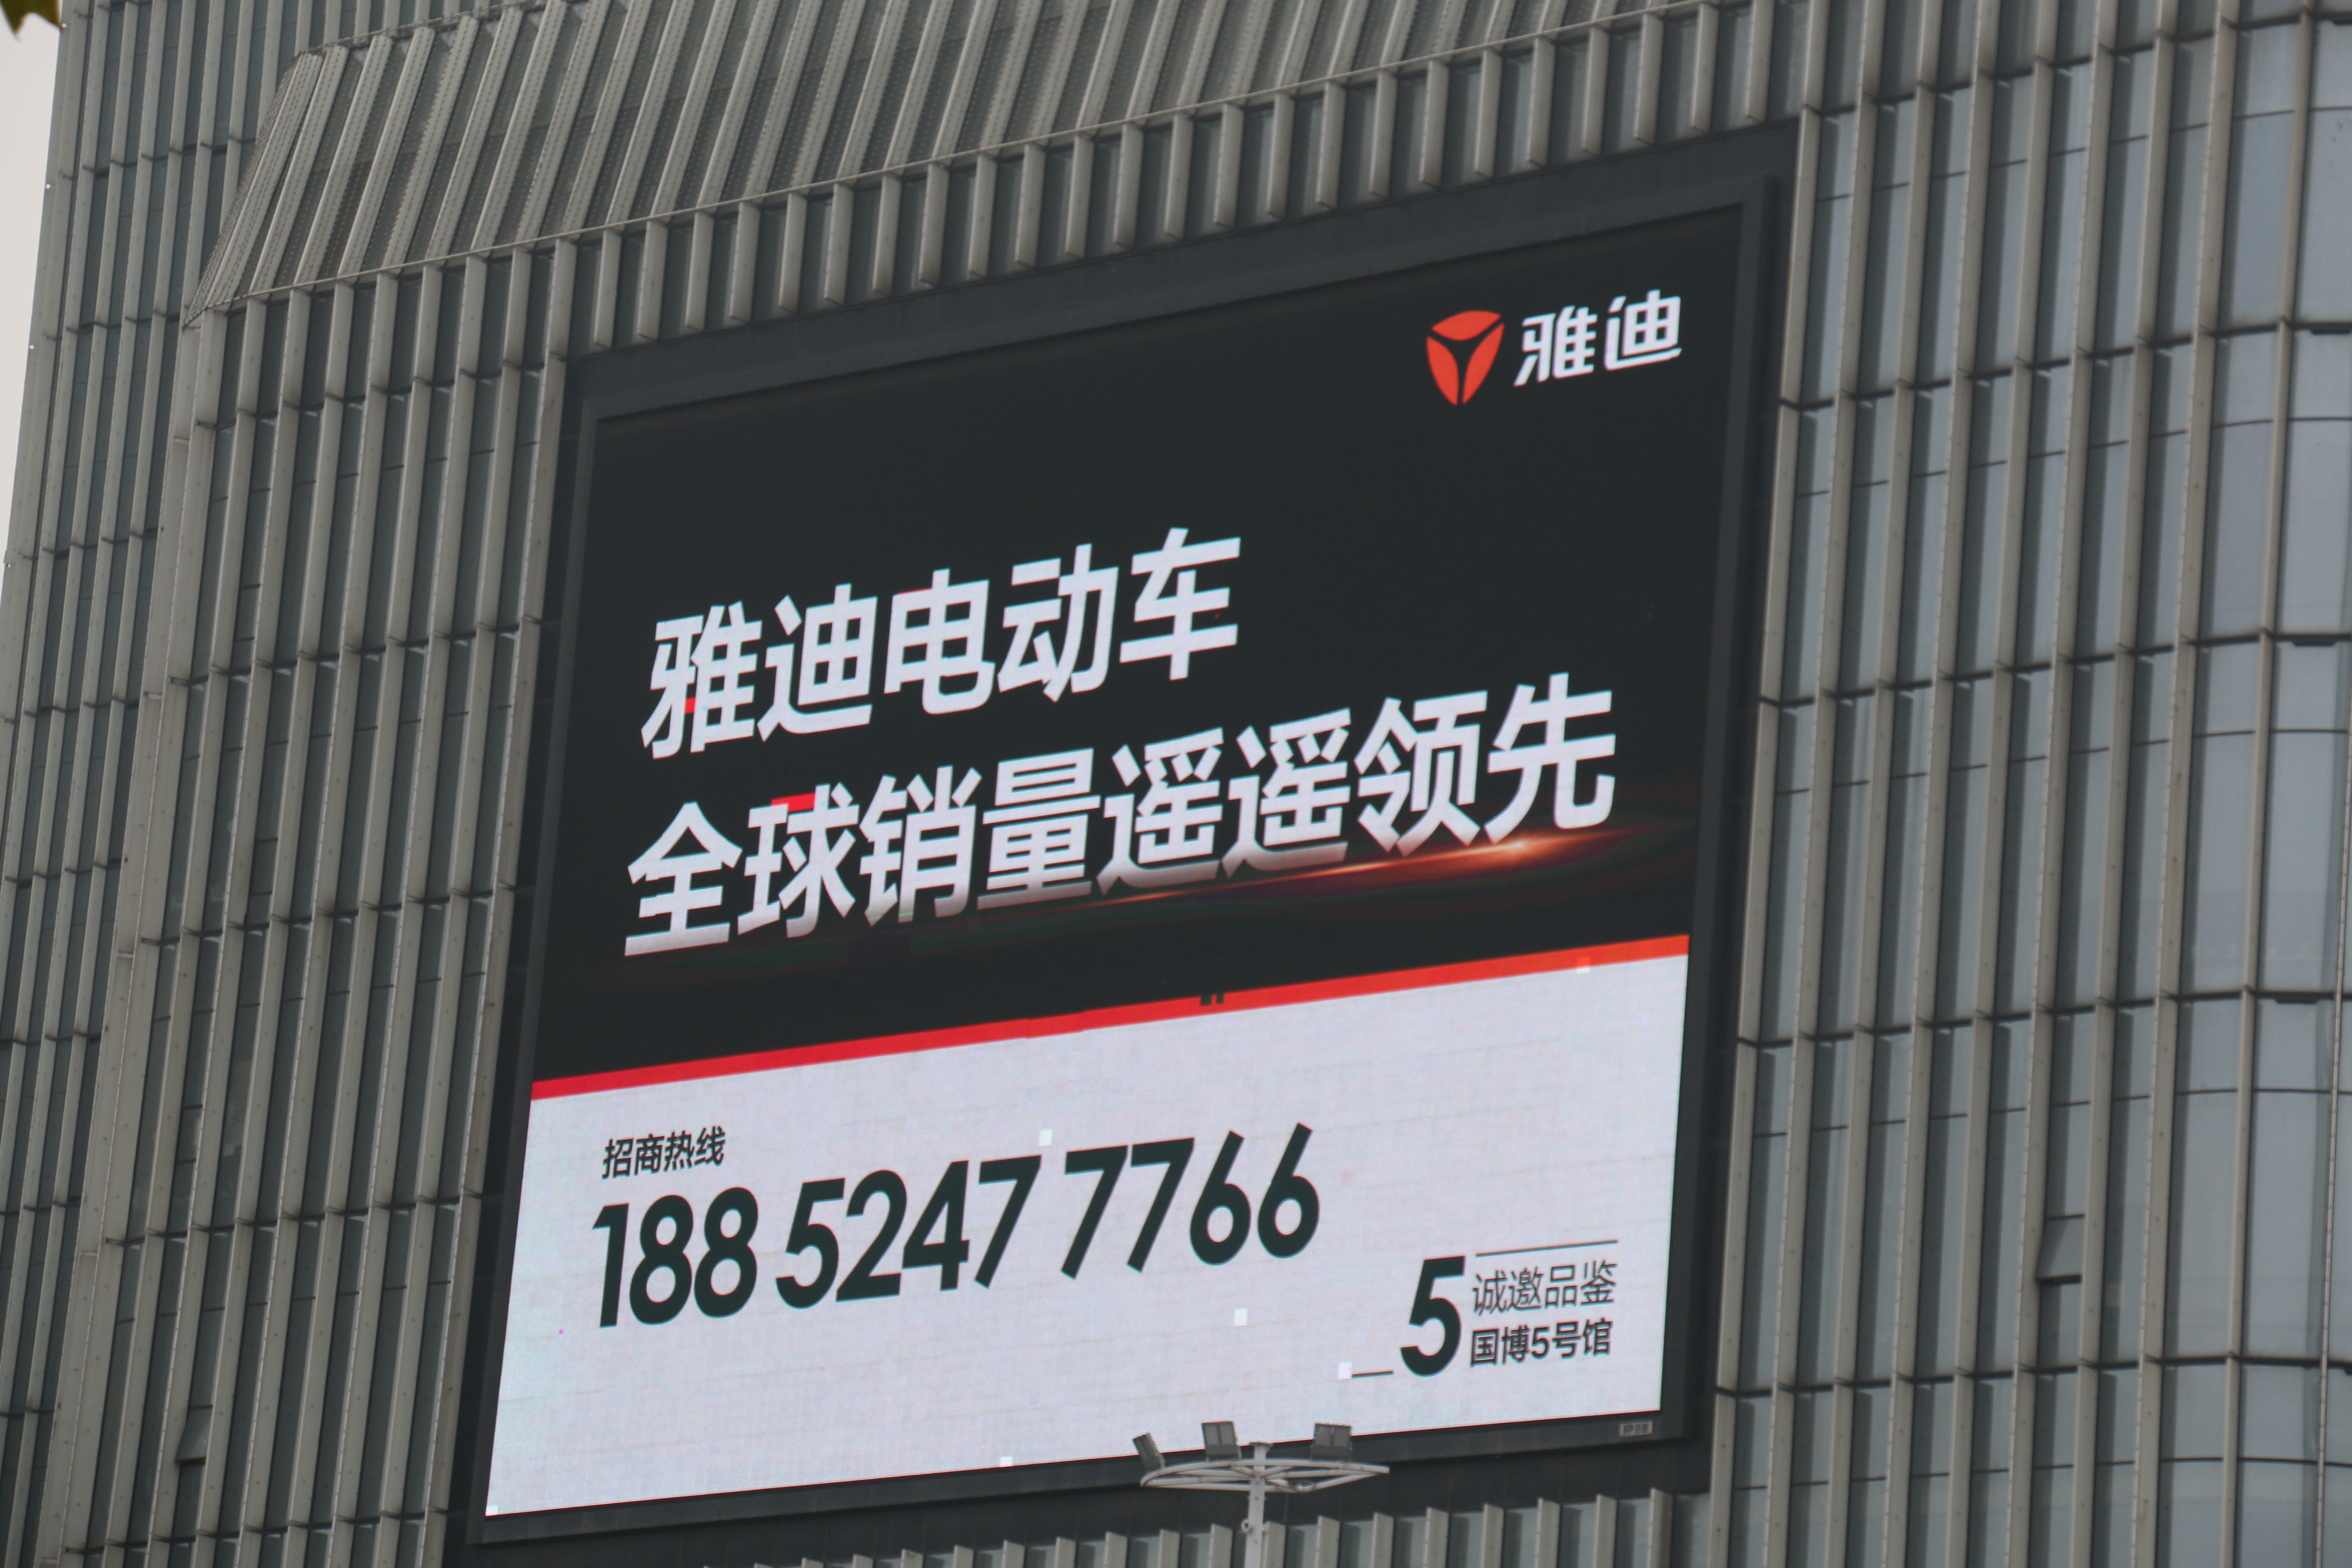 雅迪
雅迪电动车
全球销量遥遥领先
招商热线
188 5247 7766
5
诚邀品鉴
国博5号馆